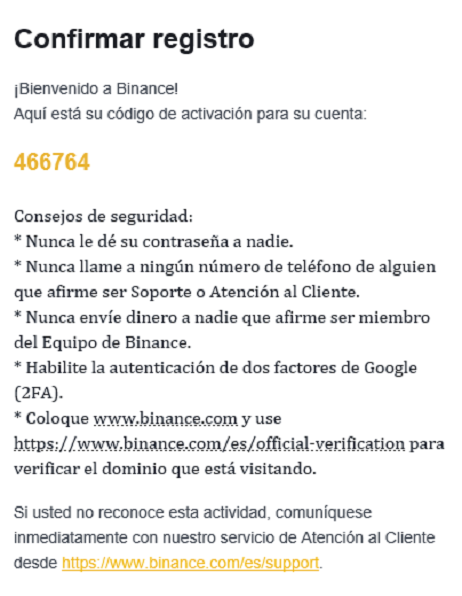 Confirmar registro
¡Bienvenido a Binance!
Aquí está su código de activación para su cuenta:
466764
Consejos de seguridad:
* Nunca le dé su contraseña a nadie.
* Nunca llame a ningún número de teléfono de alguien
que afirme ser Soporte o Atención al Cliente.
* Nunca envíe dinero a nadie que afirme ser miembro
del Equipo de Binance.
* Habilite la autenticación de dos factores de Google
(2FA).
* Coloque www.binance.com y use
https://www.binance.com/es/official-verification para
verificar el dominio que está visitando.
Si usted no reconoce esta actividad, comuníquese
inmediatamente con nuestro servicio de Atención al Cliente
desde https://www.binance.com/es/support.